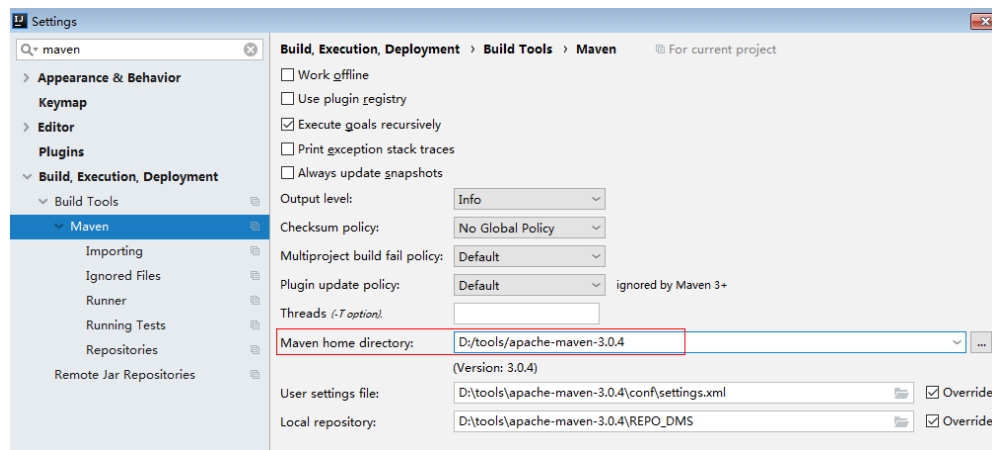 Settings
maven
Appearance & Behavior
Keymap
Editor
Plugins
Build, Execution, Deployment
Build Tools
Maven
Importing
Ignored Files
Runner
Running Tests
Repositories
Remote Jar Repositories
Build, Execution, Deployment > Build Tools > Maven For current project
Work offline
Use plugin registry
Execute goals recursively
Print exception stack traces
Always update snapshots
Output level: Info
Checksum policy: No Global Policy
Multiproject build fail policy: Default
Plugin update policy: Default ignored by Maven 3+
Threads (-T option).
Maven home directory: D:/tools/apache-maven-3.0.4 ...
(Version: 3.0.4)
User settings file: D:\tools\apache-maven-3.0.4\conf\settings.xml Override
Local repository: D:\tools\apache-maven-3.0.4\REPO_DMS Override